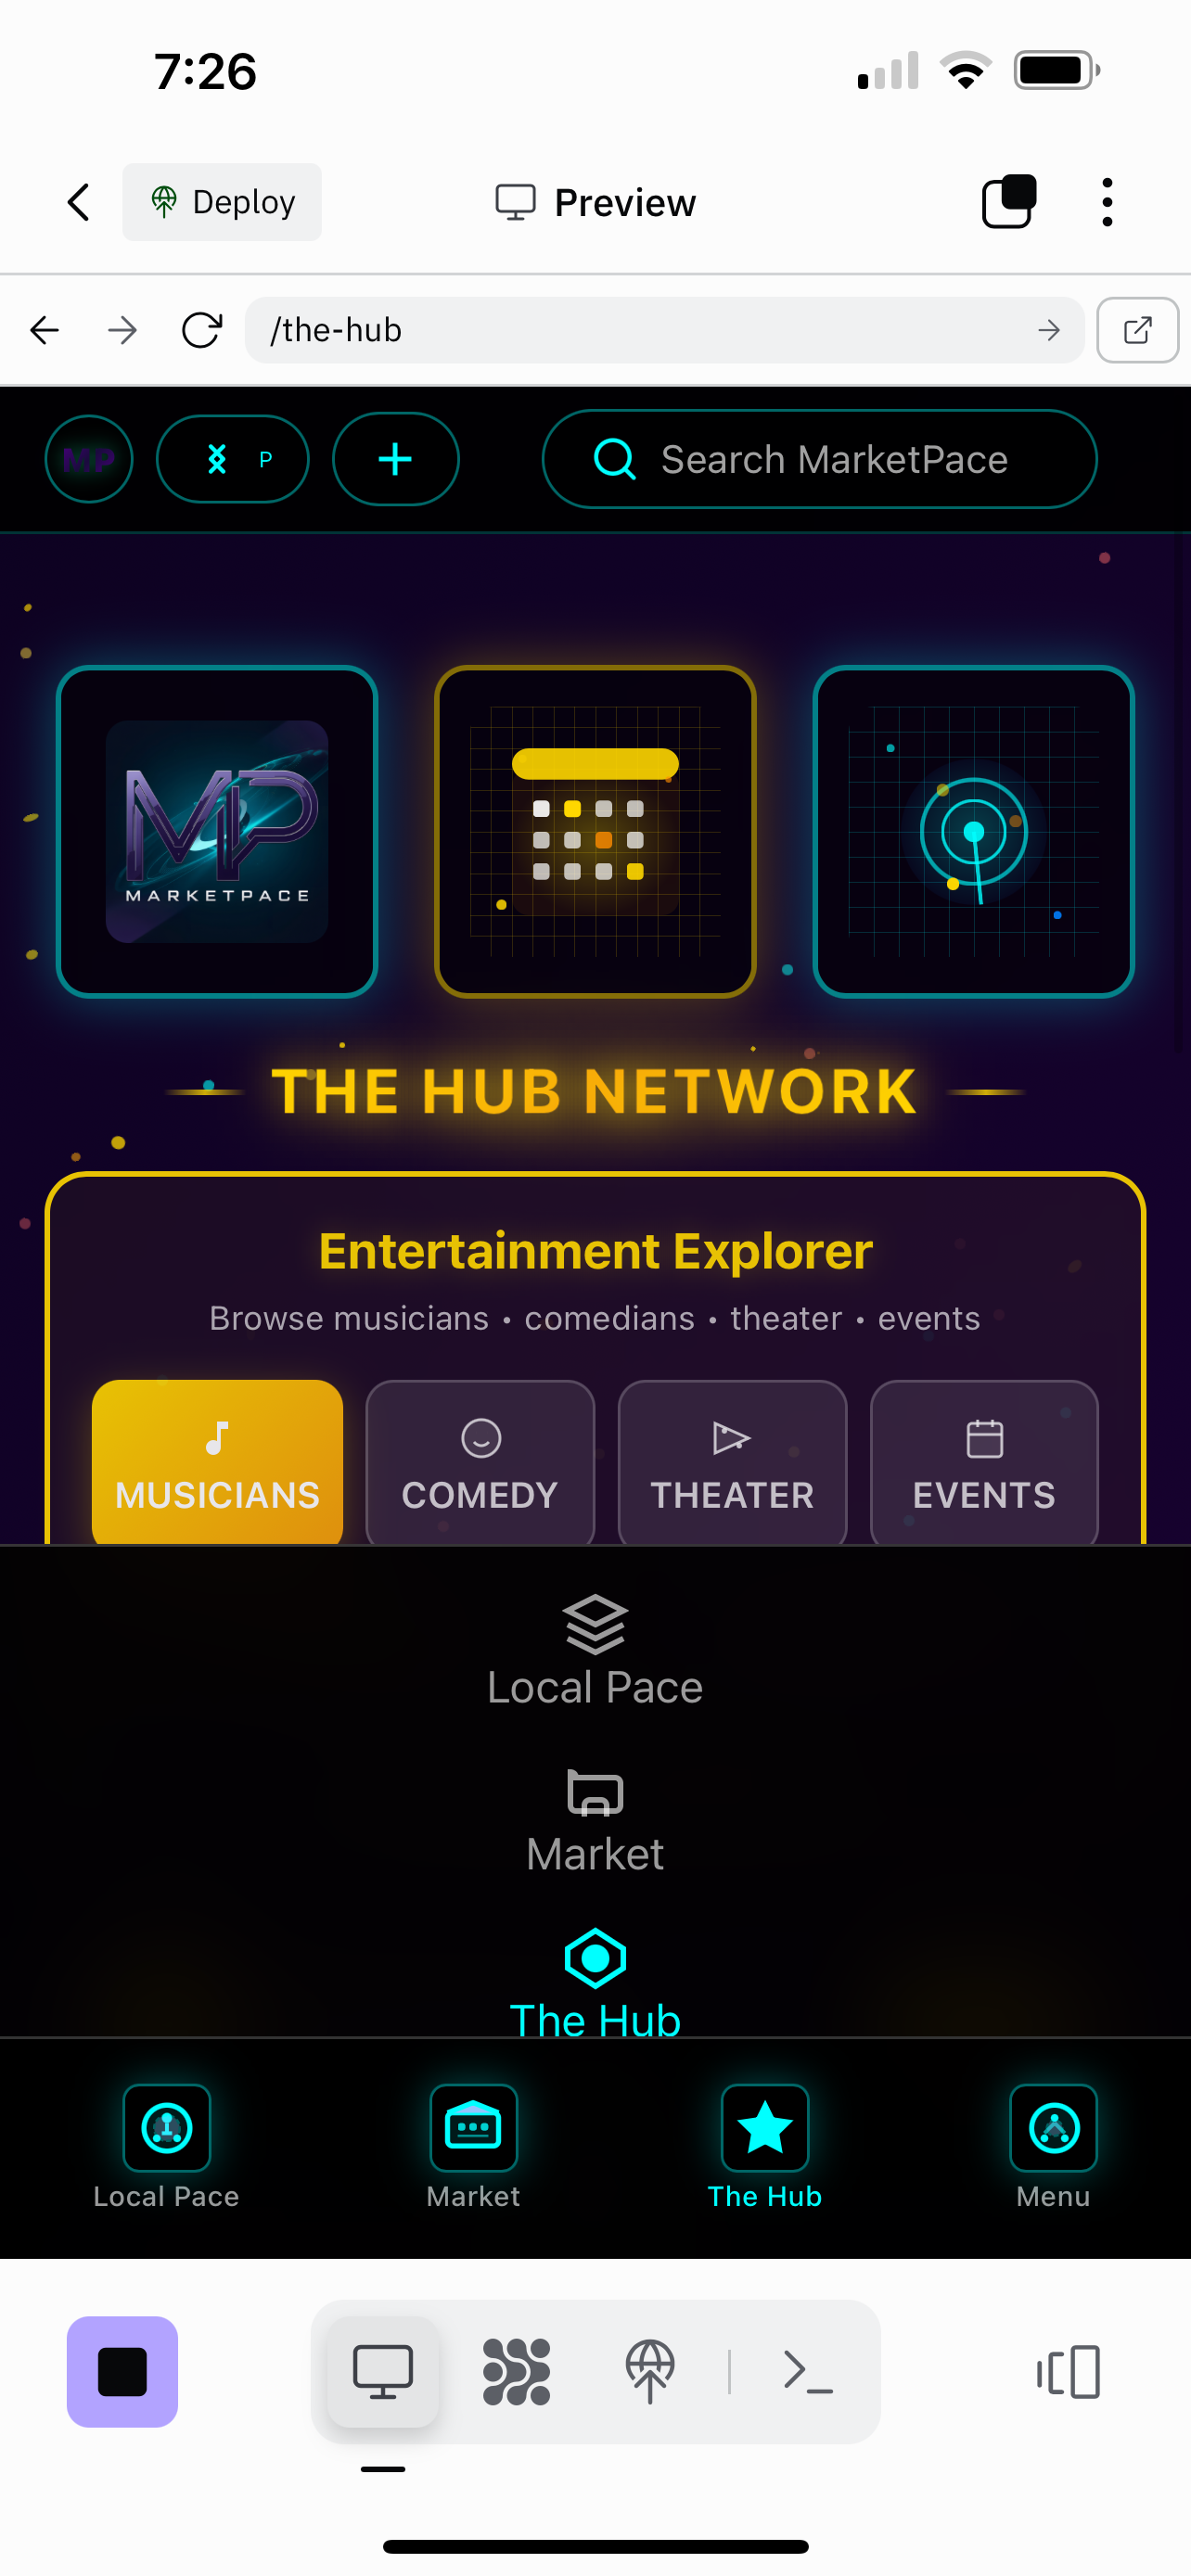 7:26
Deploy
Preview
/the-hub
MP
P
Search MarketPace
MP
MARKETPACE
THE HUB NETWORK
Entertainment Explorer
Browse musicians • comedians • theater • events
MUSICIANS COMEDY THEATER EVENTS
Local Pace
Market
The Hub
Local Pace Market The Hub Menu